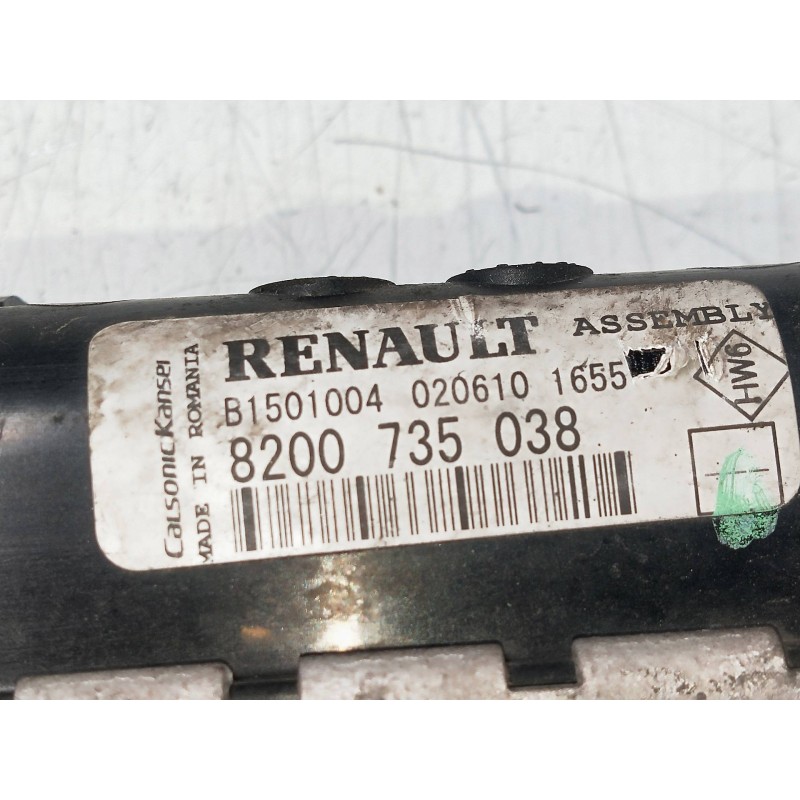 RENAULT ASSEMBLY
B1501004 020610 1655
8200 735 038
CalsonicKansei
MADE IN ROMANIA
HW6